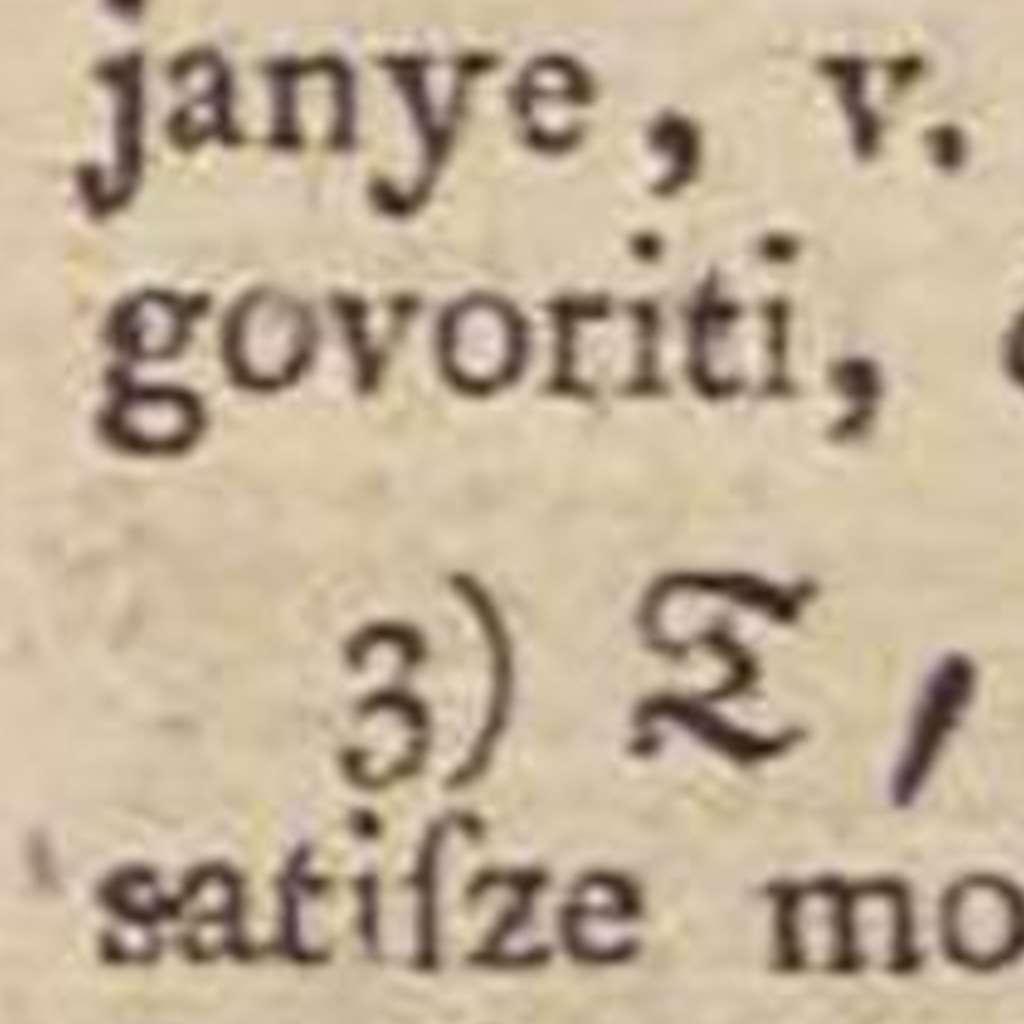 janye, v.
govoriti,
3) 𝔗,
satiſze mo